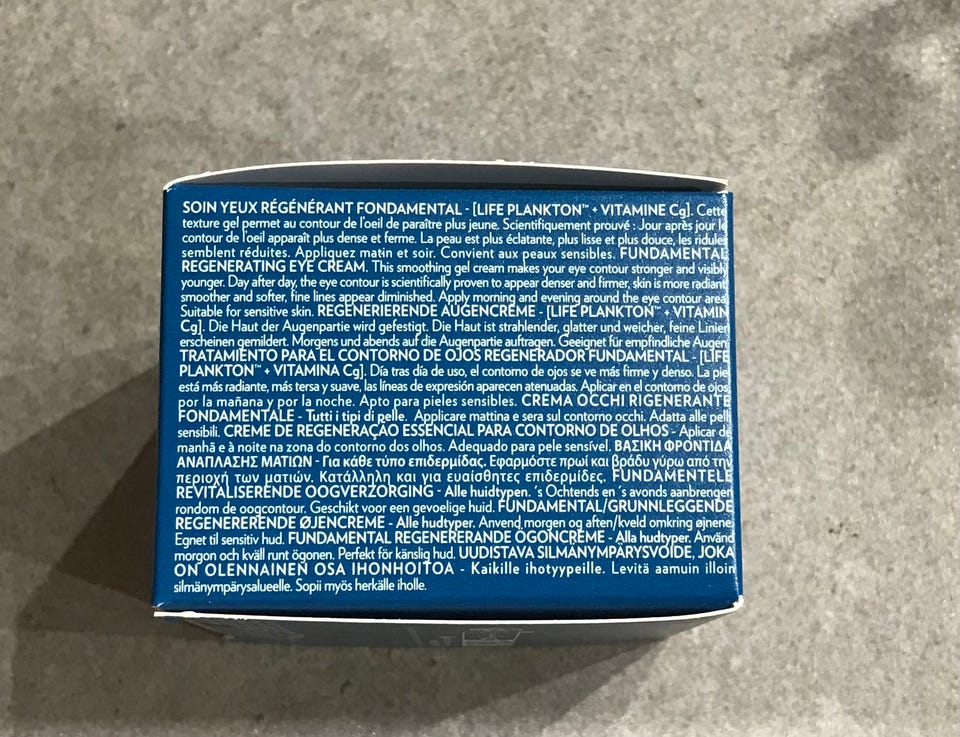 SOIN YEUX RÉGÉNÉRANT FONDAMENTAL - [LIFE PLANKTON™ + VITAMINE Cg]. Cette
texture gel permet au contour de l'oeil de paraître plus jeune. Scientifiquement prouvé : Jour après jour le
contour de l'oeil apparaît plus dense et ferme. La peau est plus éclatante, plus lisse et plus douce, les ridules
semblent réduites. Appliquez matin et soir. Convient aux peaux sensibles. FUNDAMENTAL
REGENERATING EYE CREAM. This smoothing gel cream makes your eye contour stronger and visibly
younger. Day after day, the eye contour is scientifically proven to appear denser and firmer, skin is more radiant
smoother and softer, fine lines appear diminished. Apply morning and evening around the eye contour area
Suitable for sensitive skin. REGENERIERENDE AUGENCREME - [LIFE PLANKTON™ + VITAMIN
Cg]. Die Haut der Augenpartie wird gefestigt. Die Haut ist strahlender, glatter und weicher, feine Linien
erscheinen gemildert. Morgens und abends auf die Augenpartie auftragen. Geeignet für empfindliche Augen
TRATAMIENTO PARA EL CONTORNO DE OJOS REGENERADOR FUNDAMENTAL - [LIFE
PLANKTON™ + VITAMINA Cg]. Día tras día de uso, el contorno de ojos se ve más firme y denso. La piel
está más radiante, más tersa y suave, las líneas de expresión aparecen atenuadas. Aplicar en el contorno de ojos
por la mañana y por la noche. Apto para pieles sensibles. CREMA OCCHI RIGENERANTE
FONDAMENTALE - Tutti i tipi di pelle. Applicare mattina e sera sul contorno occhi. Adatta alle pelli
sensibili. CREME DE REGENERAÇÃO ESSENCIAL PARA CONTORNO DE OLHOS - Aplicar de
manhã e à noite na zona do contorno dos olhos. Adequado para pele sensível. ΒΑΣΙΚΗ ΦΡΟΝΤΙΔΑ
ΑΝΑΠΛΑΣΗΣ ΜΑΤΙΩΝ - Για κάθε τύπο επιδερμίδας. Εφαρμόστε πρωί και βράδυ γύρω από την
περιοχή των ματιών. Κατάλληλη και για ευαίσθητες επιδερμίδες. FUNDAMENTELE
REVITALISERENDE OOGVERZORGING - Alle huidtypen. 's Ochtends en 's avonds aanbrengen
rondom de oogcontour. Geschikt voor een gevoelige huid. FUNDAMENTAL/GRUNNLEGGENDE
REGENERERENDE ØJENCREME - Alle hudtyper. Anvend morgen og aften/kveld omkring øjnene
Egnet til sensitiv hud. FUNDAMENTAL REGENERERANDE ÖGONCRÈME - Alla hudtyper. Använd
morgon och kväll runt ögonen. Perfekt för känslig hud. UUDISTAVA SILMÄNYMPÄRYSVOIDE, JOKA
ON OLENNAINEN OSA IHONHOITOA - Kaikille ihotyypeille. Levitä aamuin illoin
silmänympärysalueelle. Sopii myös herkälle iholle.